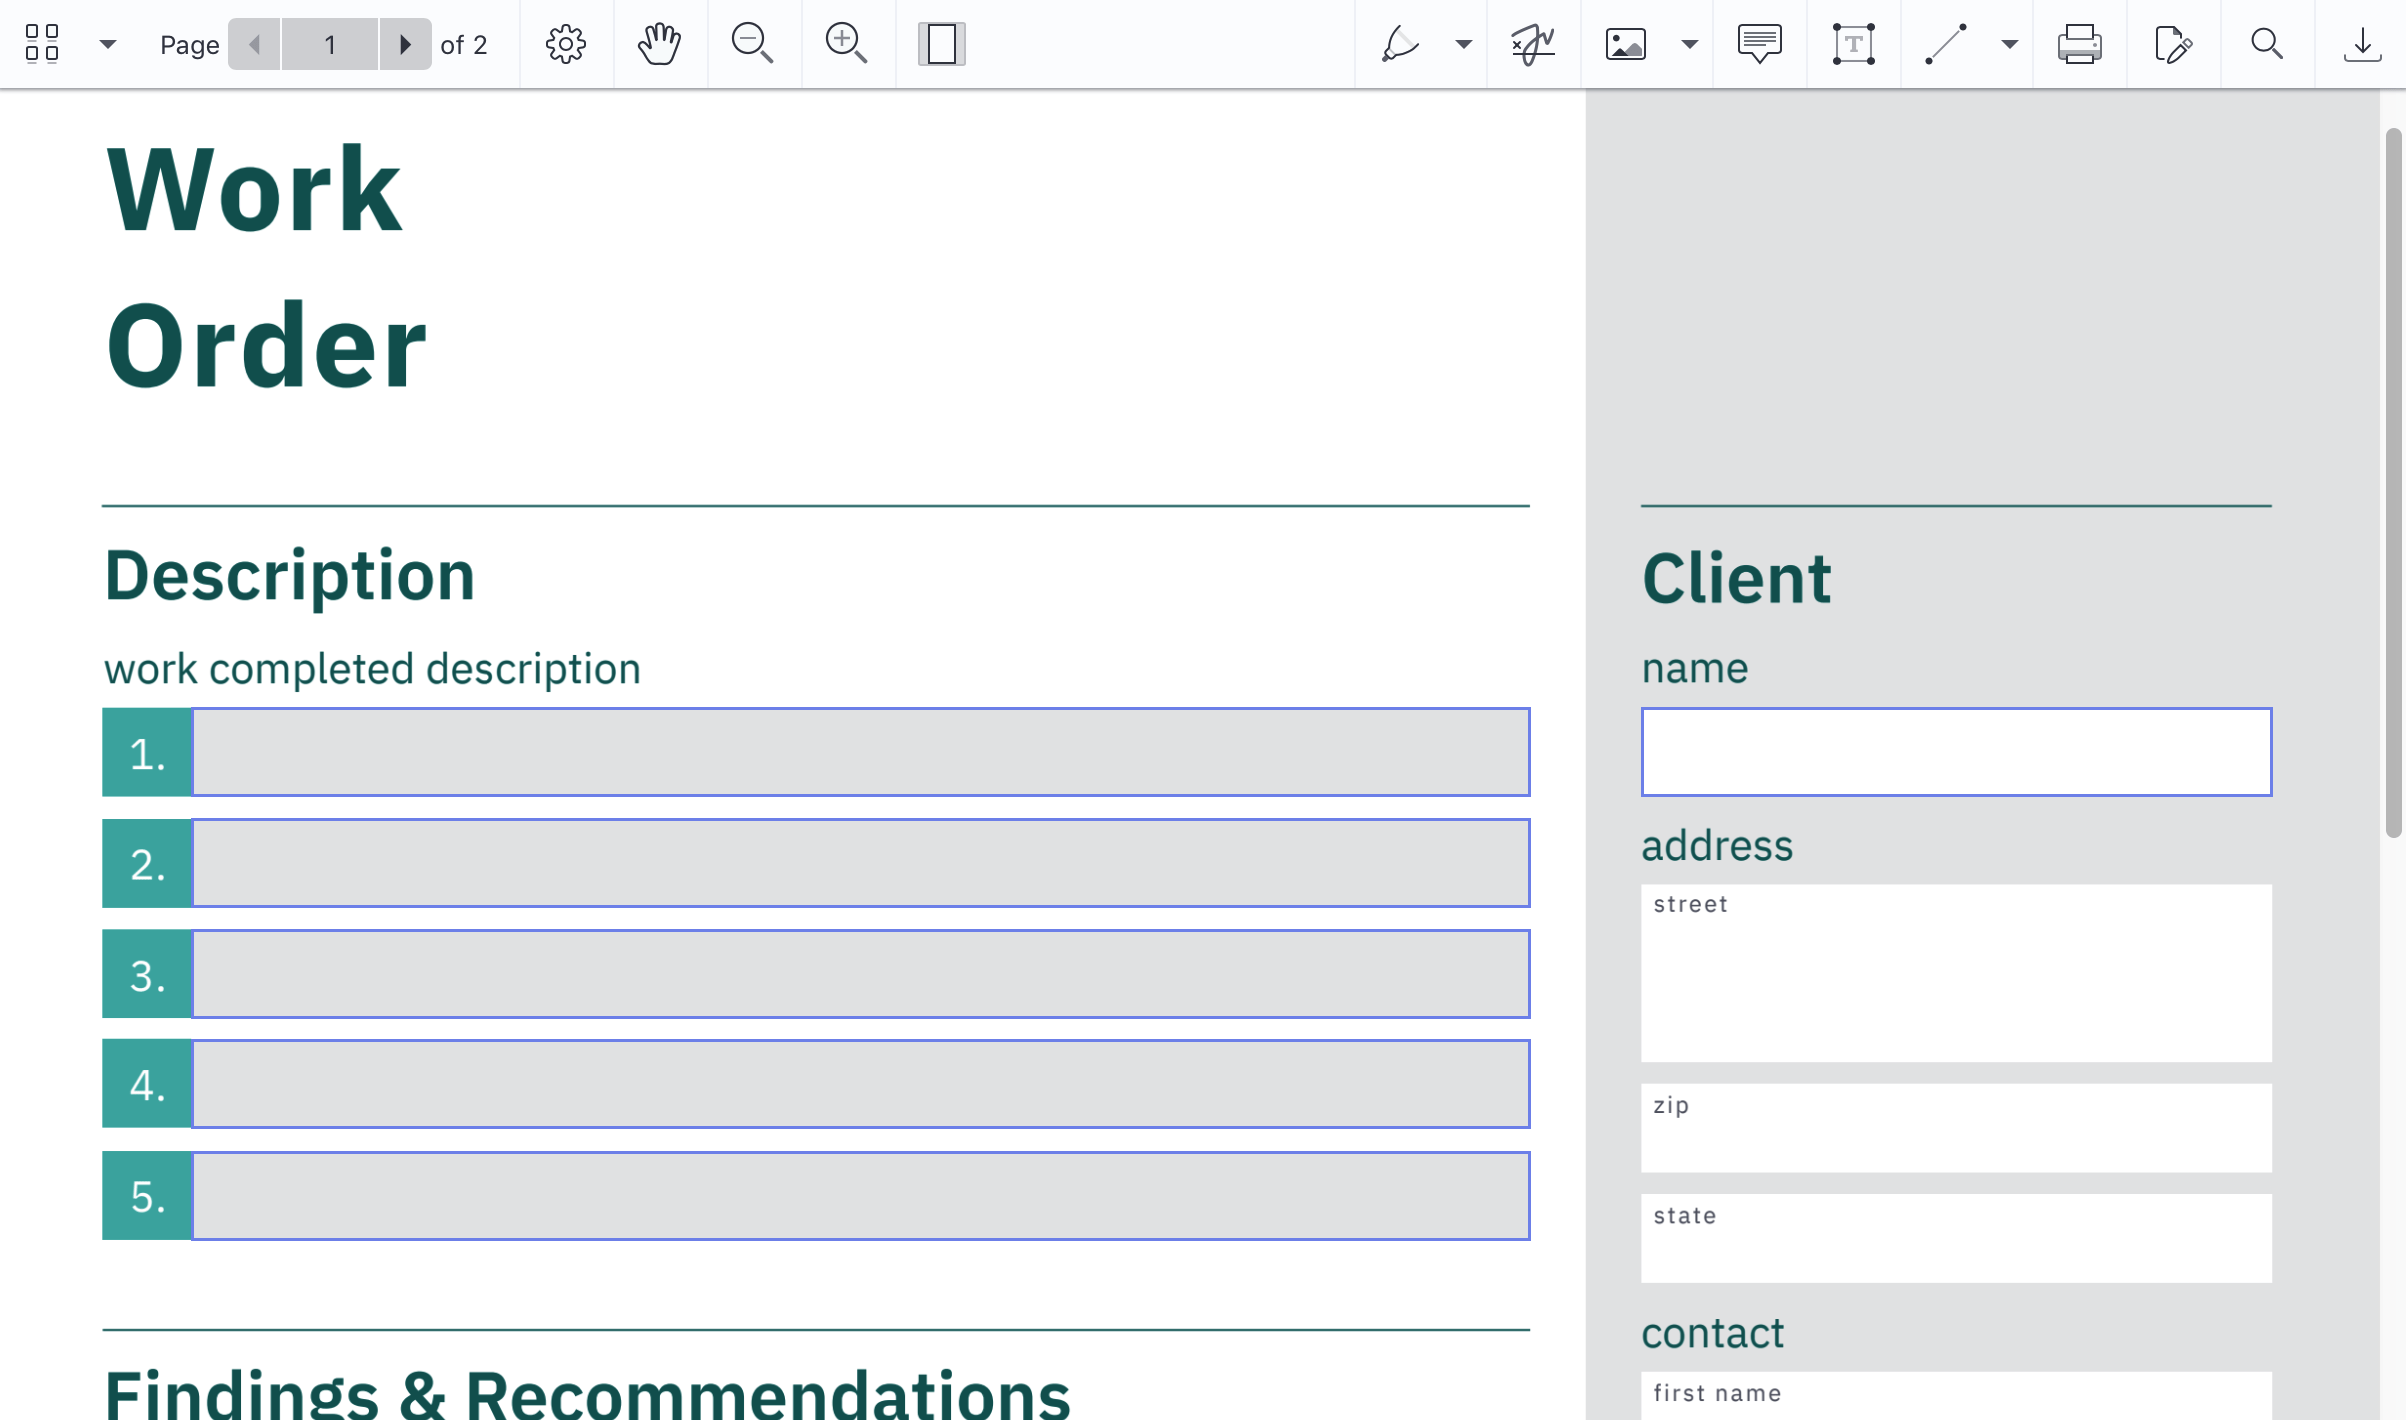 Page 1 of 2
T
Work
Order
Description
work completed description
1.
2.
3.
4.
5.
Findings & Recommendations
Client
name
address
street
zip
state
contact
first name